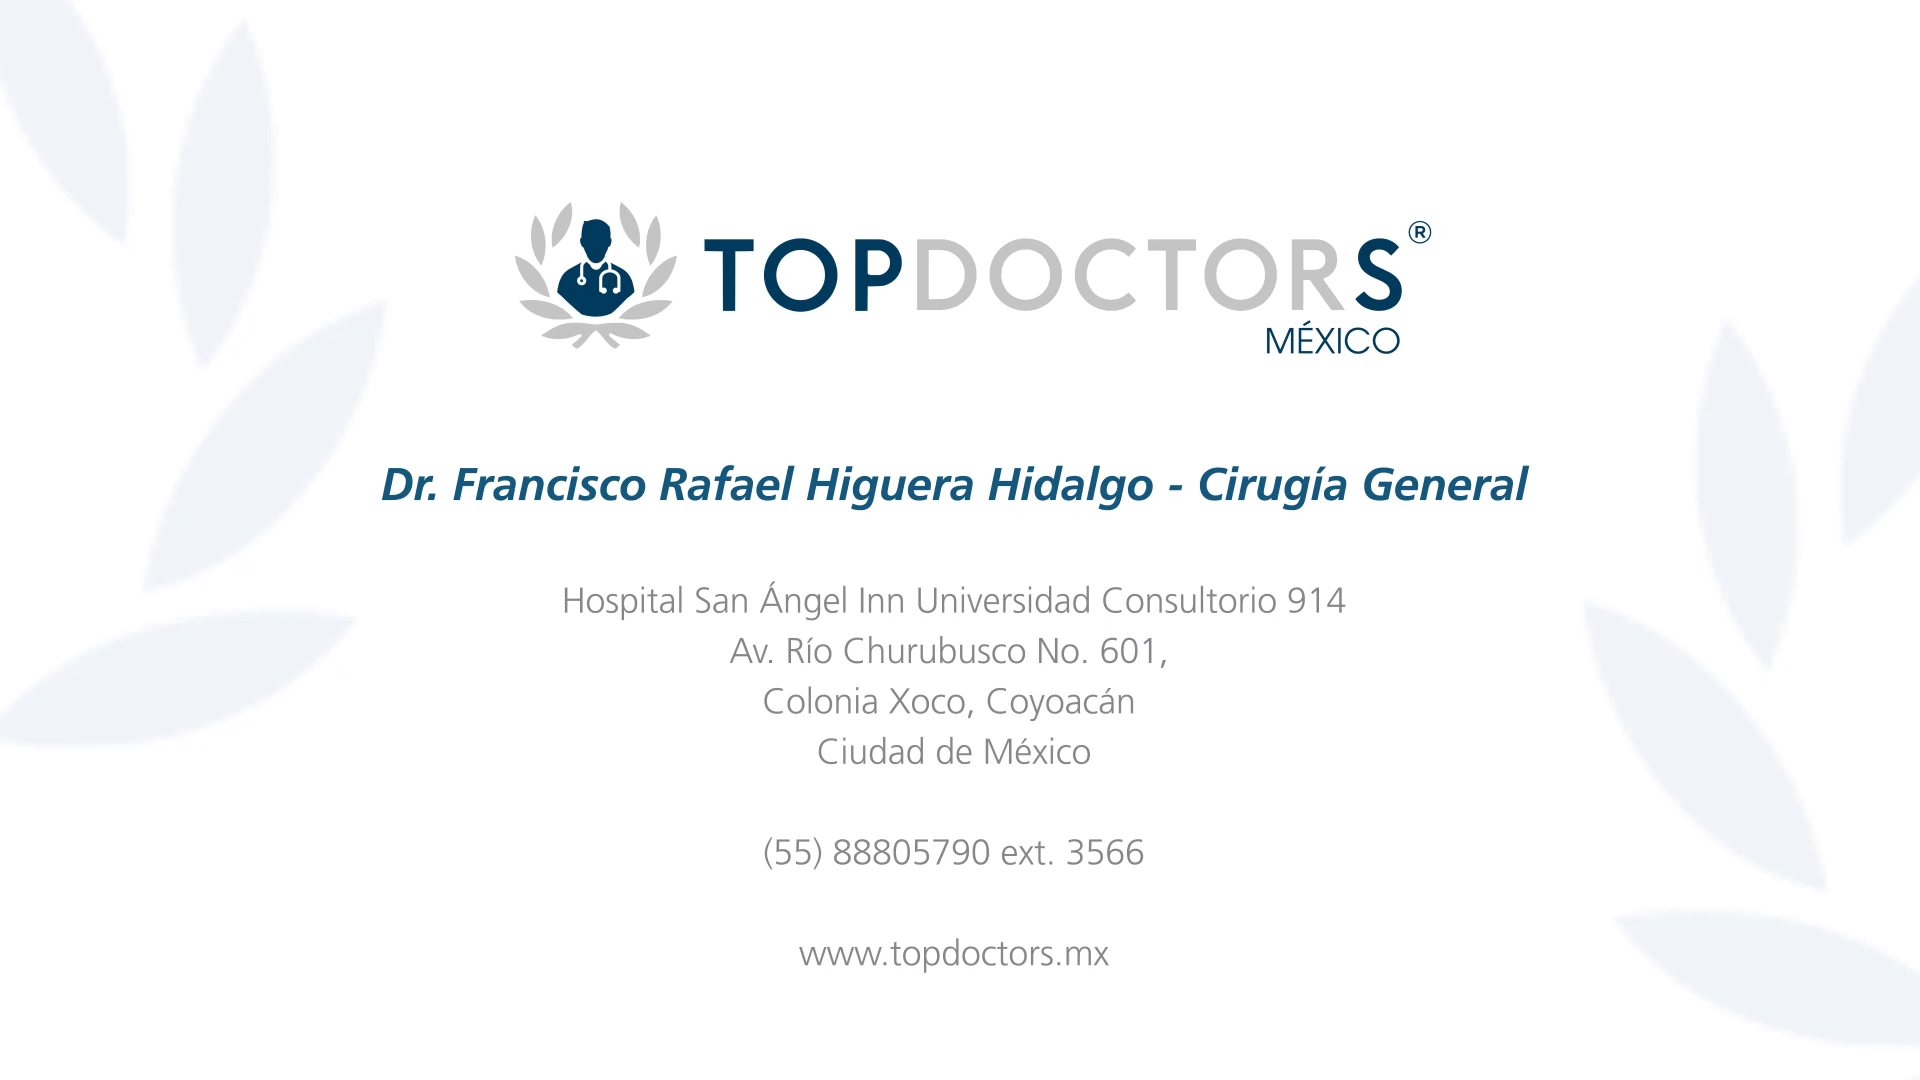 TOPDOCTORS®
MÉXICO
Dr. Francisco Rafael Higuera Hidalgo - Cirugía General
Hospital San Ángel Inn Universidad Consultorio 914
Av. Río Churubusco No. 601,
Colonia Xoco, Coyoacán
Ciudad de México
(55) 88805790 ext. 3566
www.topdoctors.mx